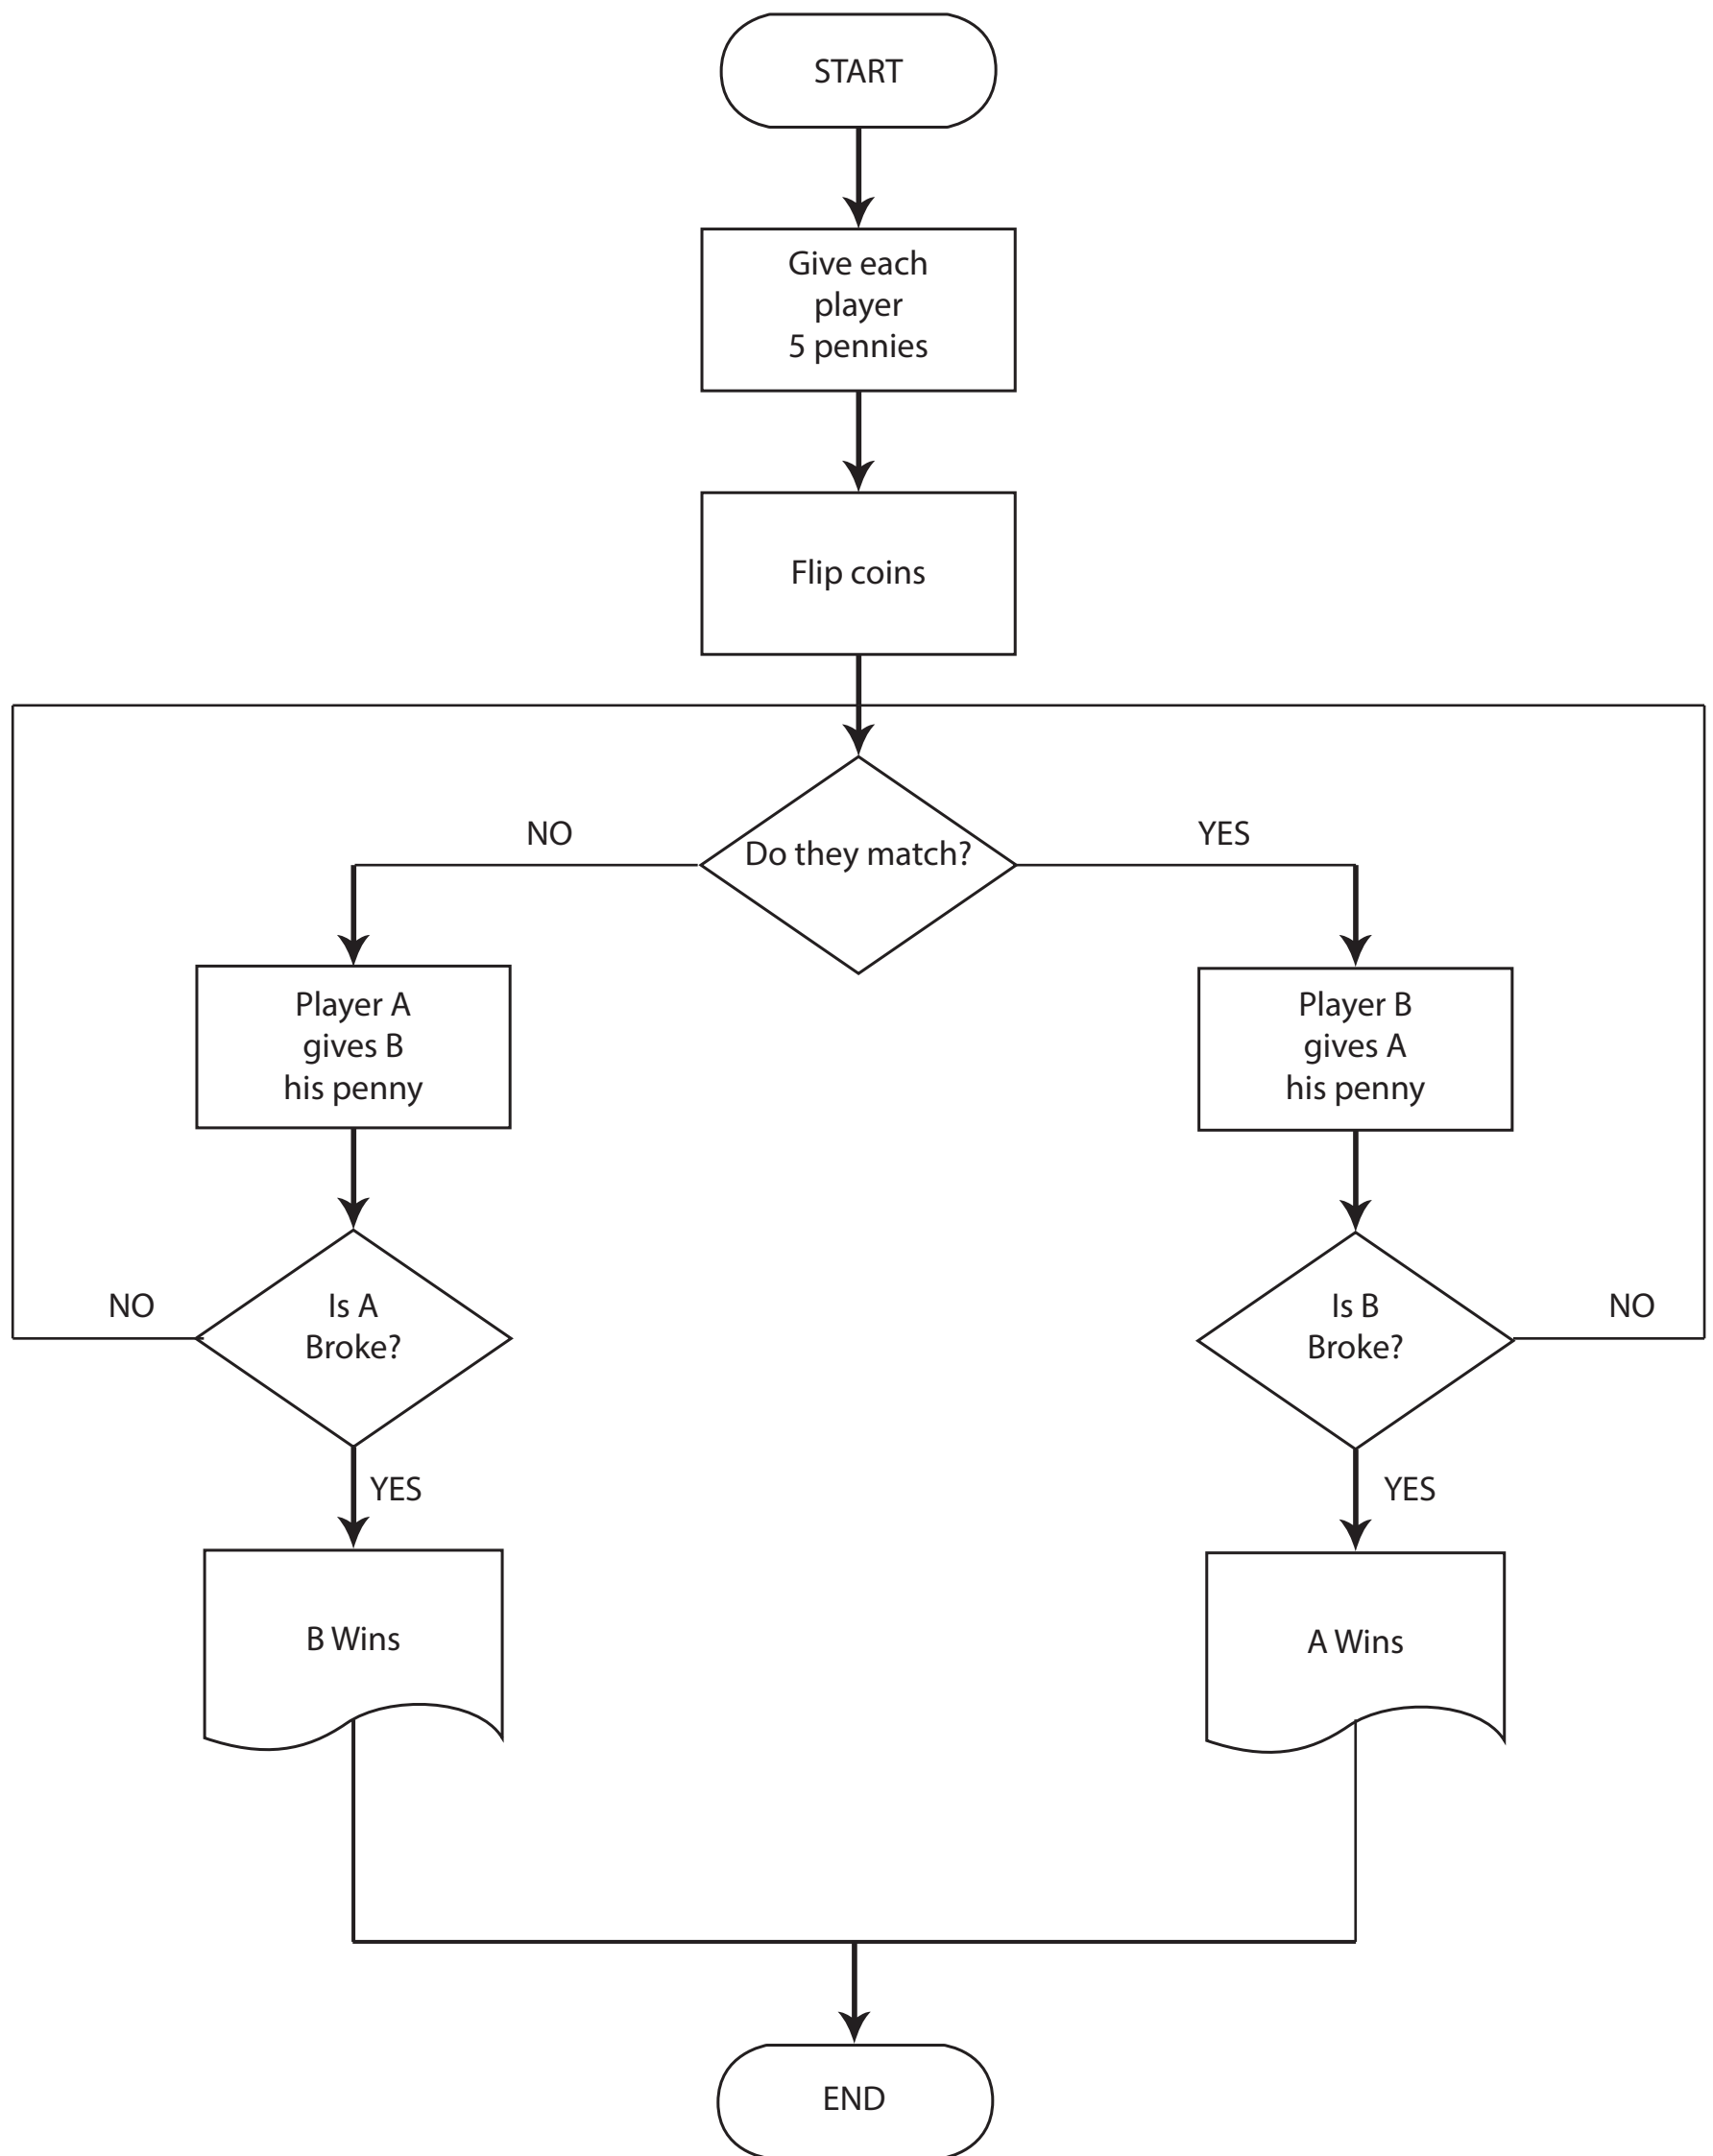 START
Give each
player
5 pennies
Flip coins
Do they match?
NO
YES
Player A
gives B
his penny
Player B
gives A
his penny
NO
Is A
Broke?
Is B
Broke?
NO
YES
YES
B Wins
A Wins
END